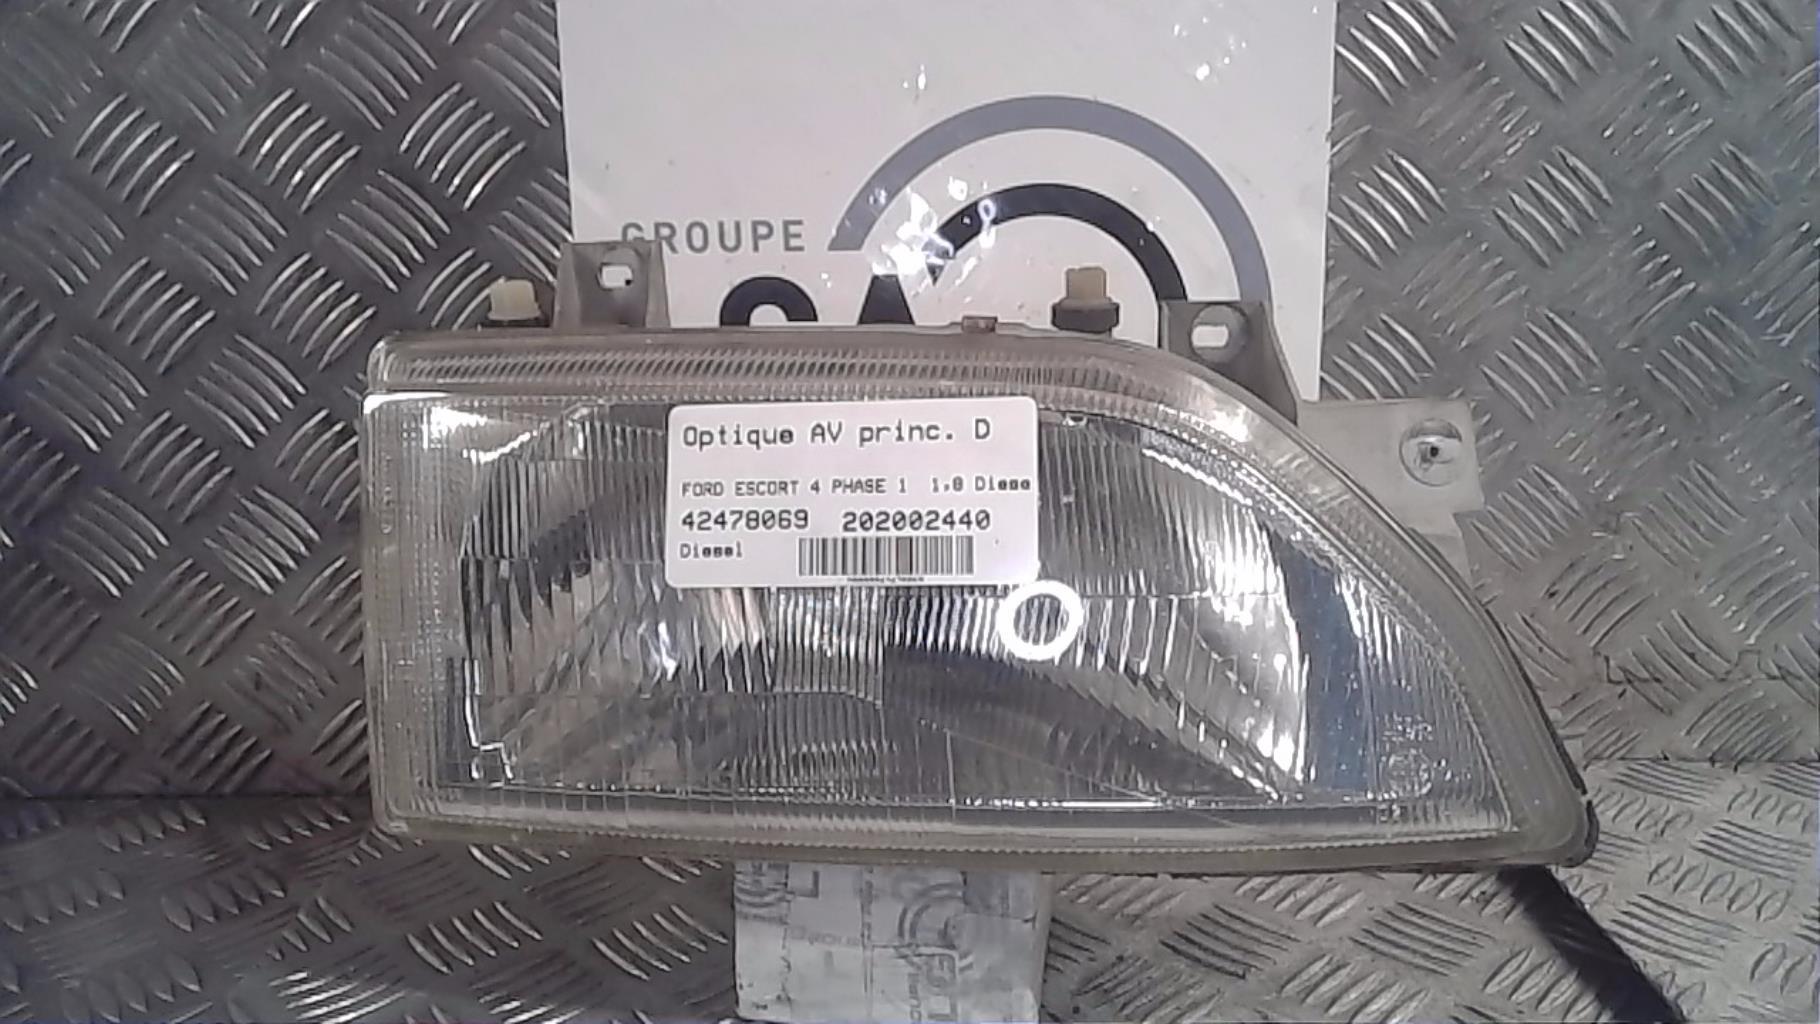 GROUPE
Optique AV princ. D
FORD ESCORT 4 PHASE 1 1.8 Diese
42478069 202002440
Diesel